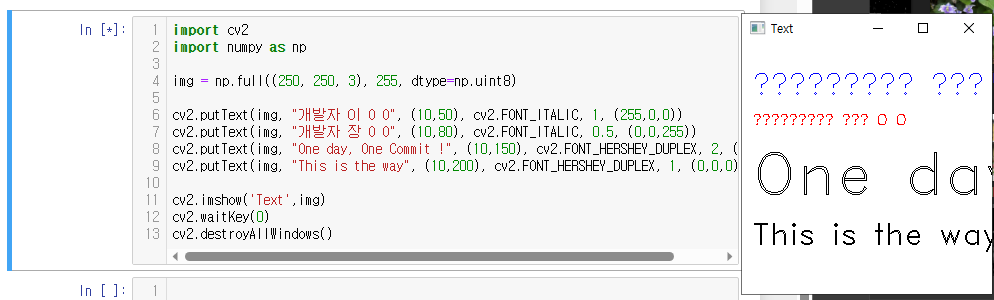 In [*]:
1 import cv2
2 import numpy as np
3
4 img = np.full((250, 250, 3), 255, dtype=np.uint8)
5
6 cv2.putText(img, "개발자 이 O O", (10,50), cv2.FONT_ITALIC, 1, (255,0,0))
7 cv2.putText(img, "개발자 장 O O", (10,80), cv2.FONT_ITALIC, 0.5, (0,0,255))
8 cv2.putText(img, "One day, One Commit !", (10,150), cv2.FONT_HERSHEY_DUPLEX, 2, (
9 cv2.putText(img, "This is the way", (10,200), cv2.FONT_HERSHEY_DUPLEX, 1, (0,0,0)
10
11 cv2.imshow('Text',img)
12 cv2.waitKey(0)
13 cv2.destroyAllWindows()
In [ ]:
1
Text
????????? ???
????????? ??? O O
One day
This is the way